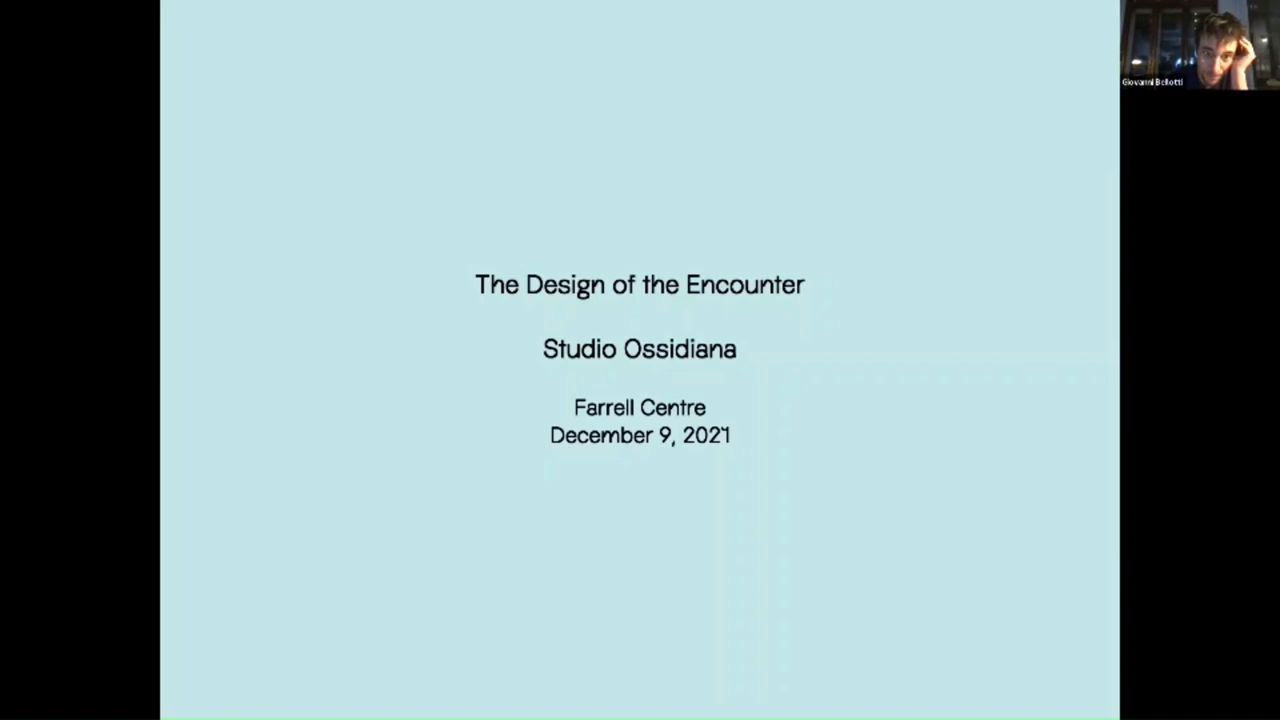 The Design of the Encounter
Studio Ossidiana
Farrell Centre
December 9, 2021
Giovanni Bellotti